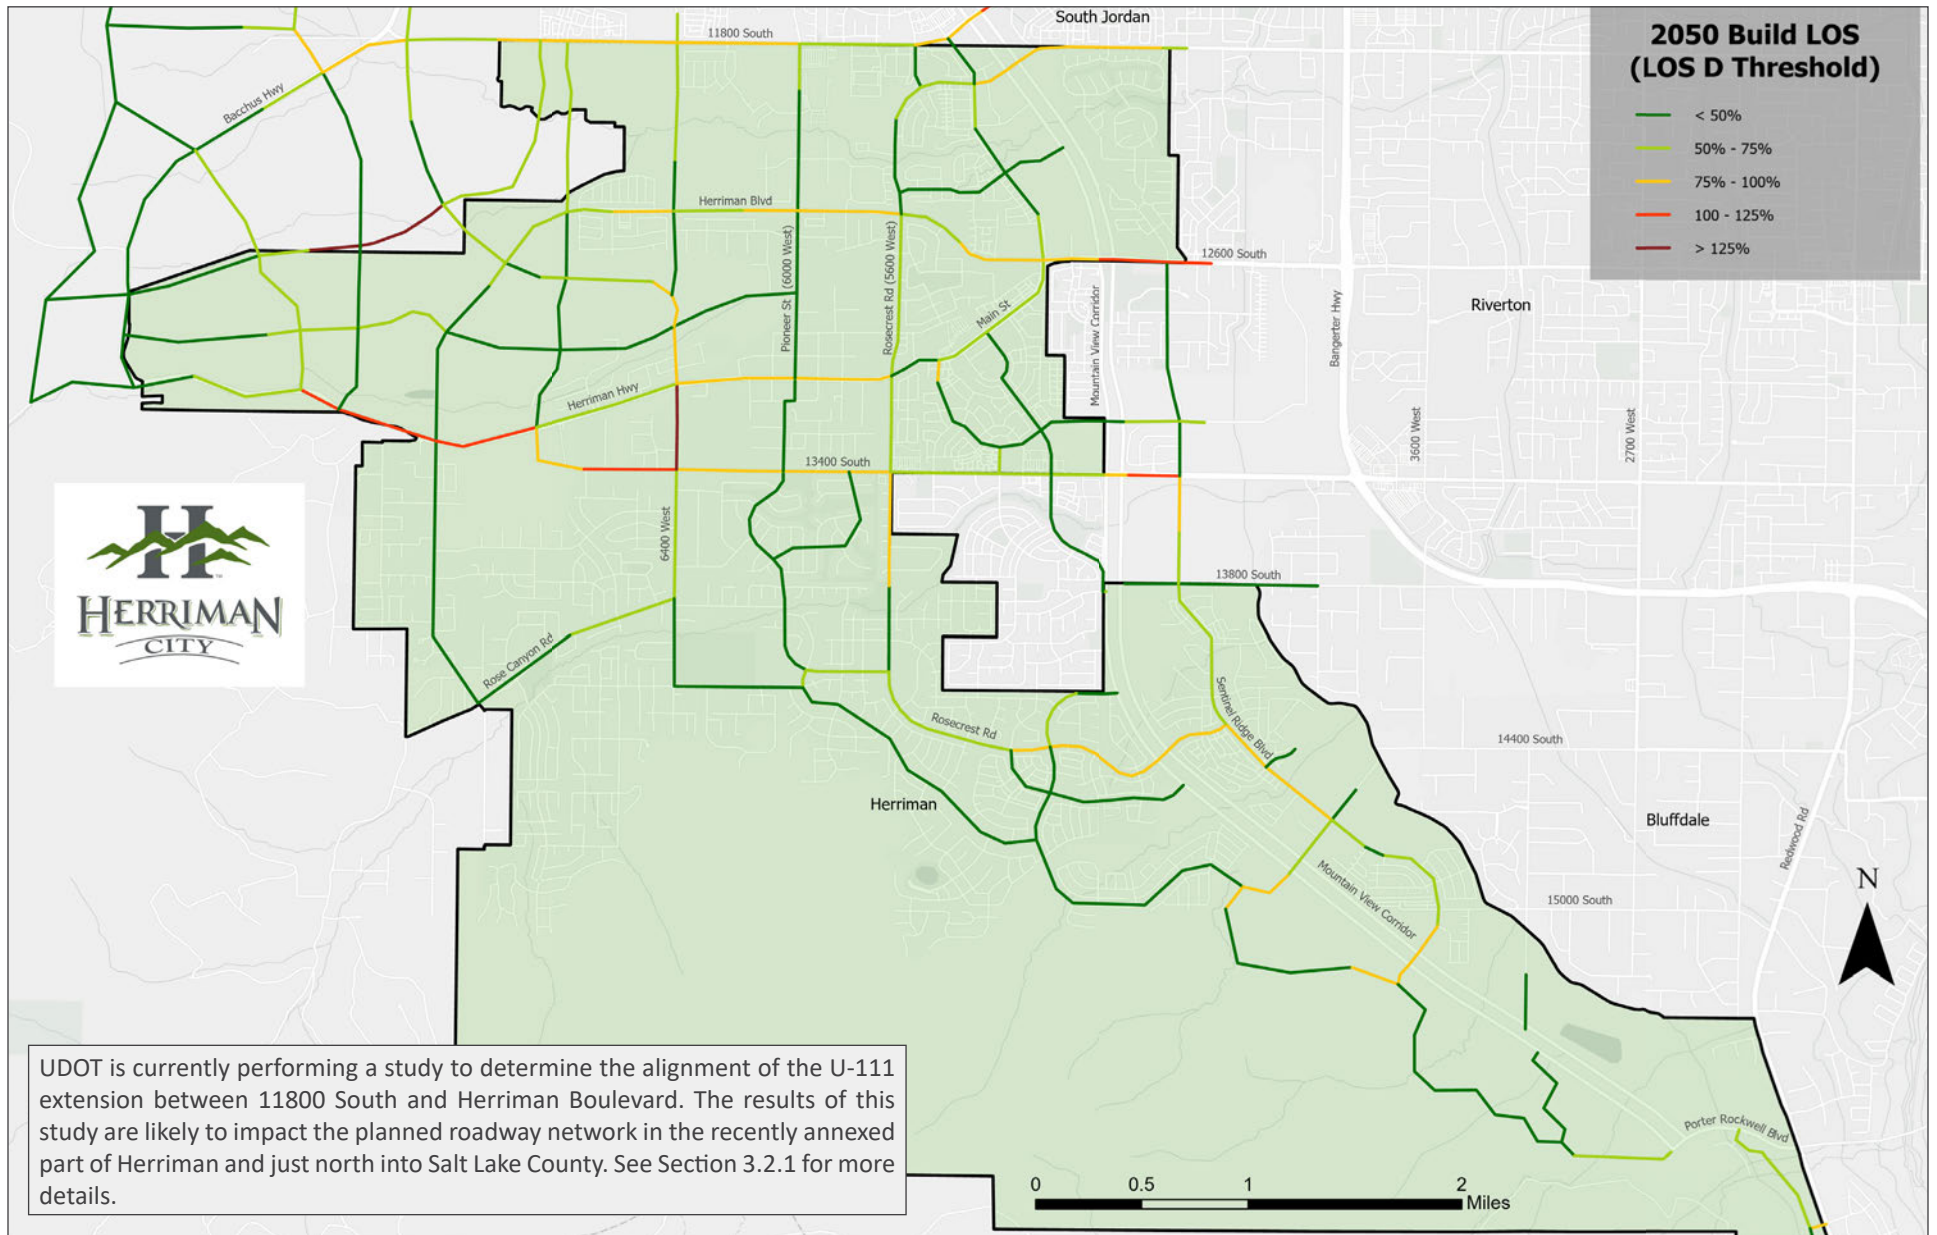 South Jordan
2050 Build LOS
(LOS D Threshold)
< 50%
50% - 75%
75% - 100%
100 - 125%
> 125%
11800 South
Bacchus Hwy
Herriman Blvd
Pioneer St (6000 West)
Rosecrest Rd (5600 West)
12600 South
Main St
Mountain View Corridor
Bangerter Hwy
Riverton
Herriman Hwy
3600 West
2700 West
13400 South
6400 West
HERRIMAN
CITY
13800 South
Rose Canyon Rd
Rosecrest Rd
Sentinel Ridge Blvd
14400 South
Herriman
Bluffdale
Redwood Rd
Mountain View Corridor
15000 South
N
Porter Rockwell Blvd
UDOT is currently performing a study to determine the alignment of the U-111
extension between 11800 South and Herriman Boulevard. The results of this
study are likely to impact the planned roadway network in the recently annexed
part of Herriman and just north into Salt Lake County. See Section 3.2.1 for more
details.
0 0.5 1 2
Miles